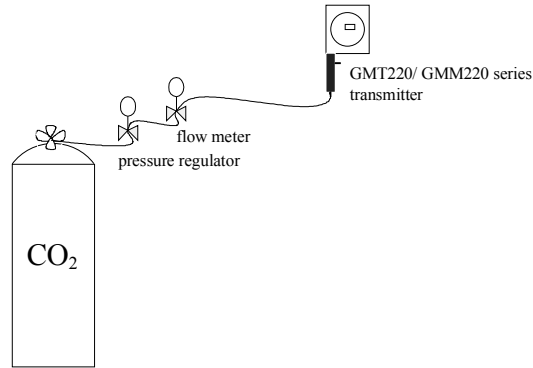 GMT220/ GMM220 series
transmitter
flow meter
pressure regulator
CO₂